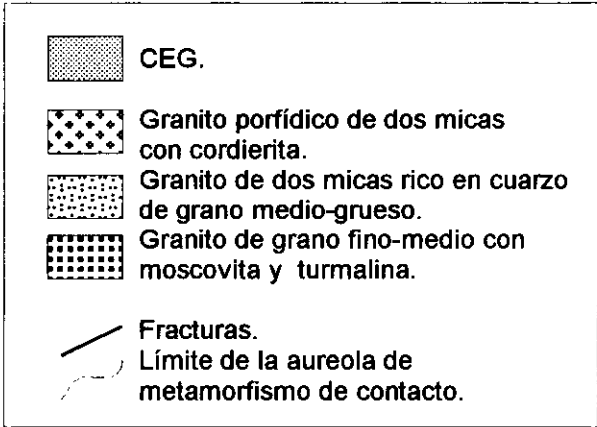 CEG.
Granito porfídico de dos micas
con cordierita.
Granito de dos micas rico en cuarzo
de grano medio-grueso.
Granito de grano fino-medio con
moscovita y turmalina.
Fracturas.
Límite de la aureola de
metamorfismo de contacto.